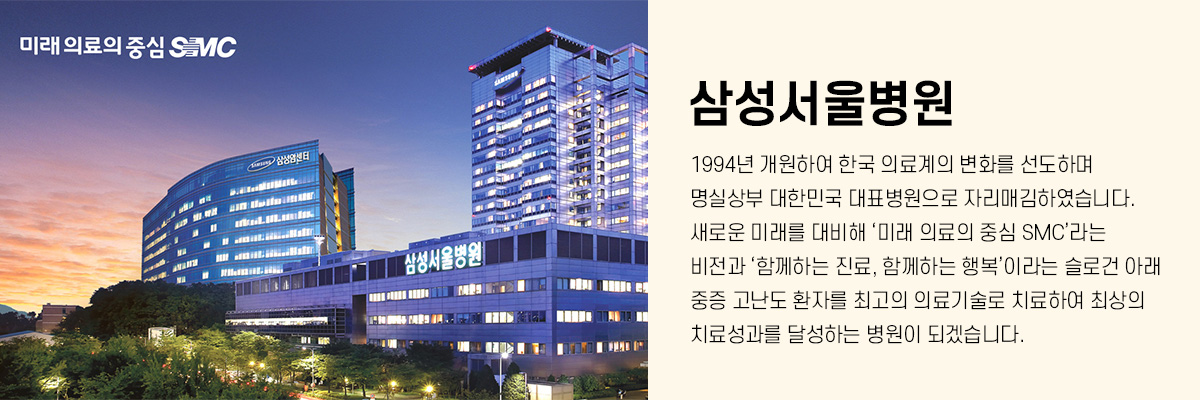 미래 의료의 중심 SMC
SAMSUNG
SAMSUNG 삼성암센터
삼성서울병원
삼성서울병원
1994년 개원하여 한국 의료계의 변화를 선도하며
명실상부 대한민국 대표병원으로 자리매김하였습니다.
새로운 미래를 대비해 ‘미래 의료의 중심 SMC’라는
비전과 ‘함께하는 진료, 함께하는 행복’이라는 슬로건 아래
중증 고난도 환자를 최고의 의료기술로 치료하여 최상의
치료성과를 달성하는 병원이 되겠습니다.